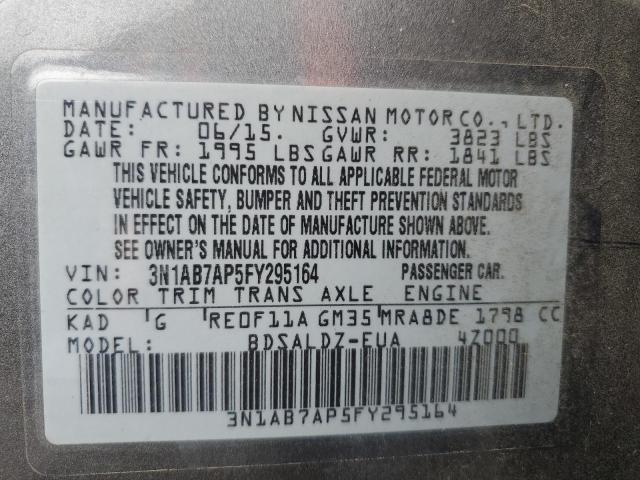 MANUFACTURED BY NISSAN MOTOR CO., LTD.
DATE: 06/15. GVWR: 3823 LBS
GAWR FR: 1995 LBS GAWR RR: 1841 LBS
THIS VEHICLE CONFORMS TO ALL APPLICABLE FEDERAL MOTOR
VEHICLE SAFETY, BUMPER AND THEFT PREVENTION STANDARDS
IN EFFECT ON THE DATE OF MANUFACTURE SHOWN ABOVE.
SEE OWNER'S MANUAL FOR ADDITIONAL INFORMATION.
VIN: 3N1AB7AP5FY295164 PASSENGER CAR.
COLOR TRIM TRANS AXLE ENGINE
KAD G RE0F11A GM35 MRA8DE 1798 CC
BDSALDZ-EUA 4Z000
3N1AB7AP5FY295164